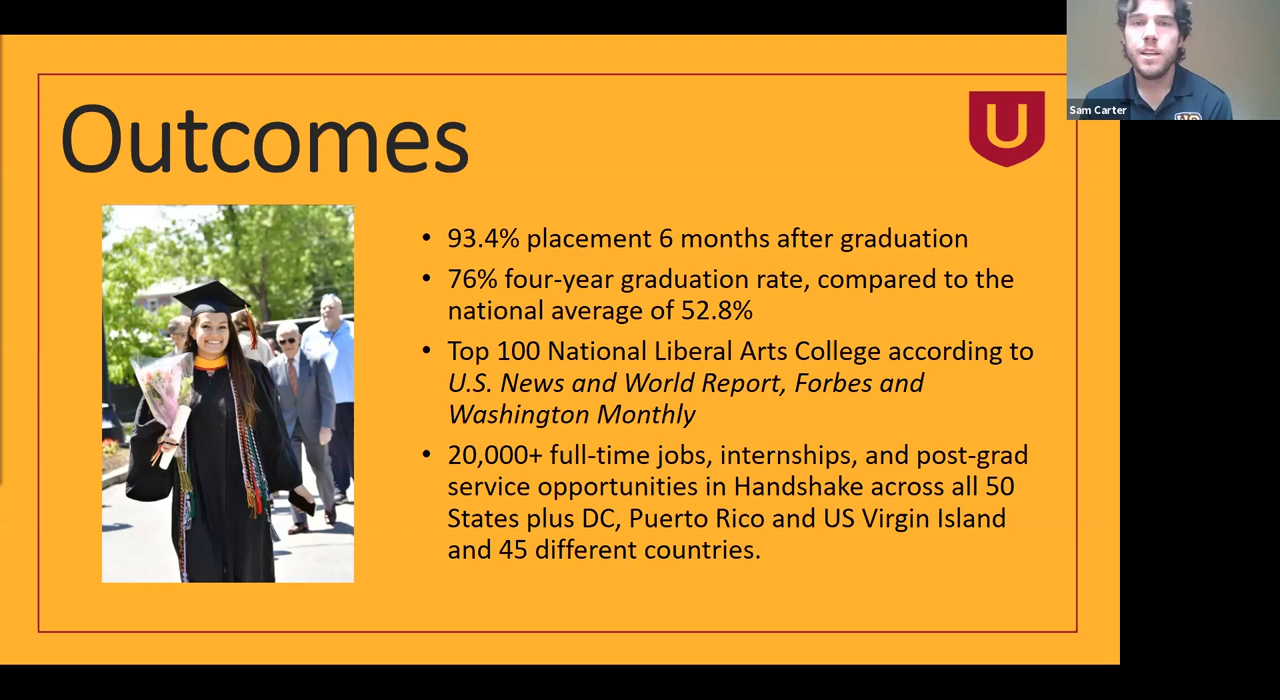 Sam Carter
Outcomes
U
• 93.4% placement 6 months after graduation
• 76% four-year graduation rate, compared to the
national average of 52.8%
• Top 100 National Liberal Arts College according to
U.S. News and World Report, Forbes and
Washington Monthly
• 20,000+ full-time jobs, internships, and post-grad
service opportunities in Handshake across all 50
States plus DC, Puerto Rico and US Virgin Island
and 45 different countries.